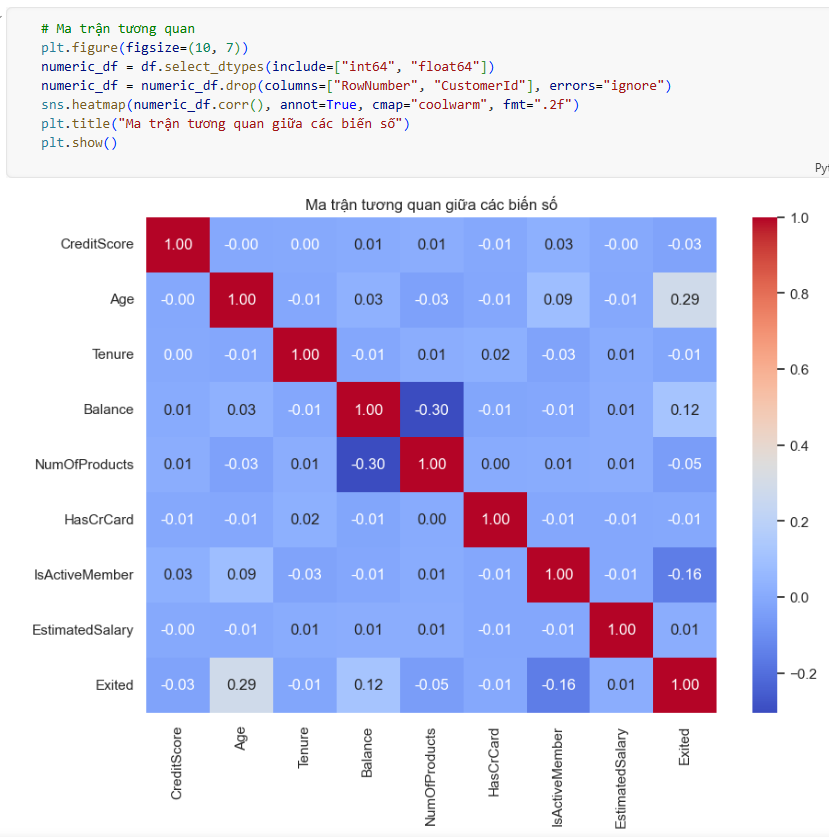 # Ma trận tương quan
plt.figure(figsize=(10, 7))
numeric_df = df.select_dtypes(include=["int64", "float64"])
numeric_df = numeric_df.drop(columns=["RowNumber", "CustomerId"], errors="ignore")
sns.heatmap(numeric_df.corr(), annot=True, cmap="coolwarm", fmt=".2f")
plt.title("Ma trận tương quan giữa các biến số")
plt.show()
Pyt
Ma trận tương quan giữa các biến số
CreditScore 1.00 -0.00 0.00 0.01 0.01 -0.01 0.03 -0.00 -0.03
Age -0.00 1.00 -0.01 0.03 -0.03 -0.01 0.09 -0.01 0.29
Tenure 0.00 -0.01 1.00 -0.01 0.01 0.02 -0.03 0.01 -0.01
Balance 0.01 0.03 -0.01 1.00 -0.30 -0.01 -0.01 0.01 0.12
NumOfProducts 0.01 -0.03 0.01 -0.30 1.00 0.00 0.01 0.01 -0.05
HasCrCard -0.01 -0.01 0.02 -0.01 0.00 1.00 -0.01 -0.01 -0.01
IsActiveMember 0.03 0.09 -0.03 -0.01 0.01 -0.01 1.00 -0.01 -0.16
EstimatedSalary -0.00 -0.01 0.01 0.01 0.01 -0.01 -0.01 1.00 0.01
Exited -0.03 0.29 -0.01 0.12 -0.05 -0.01 -0.16 0.01 1.00
CreditScore
Age
Tenure
Balance
NumOfProducts
HasCrCard
IsActiveMember
EstimatedSalary
Exited
1.0
0.8
0.6
0.4
0.2
0.0
−0.2